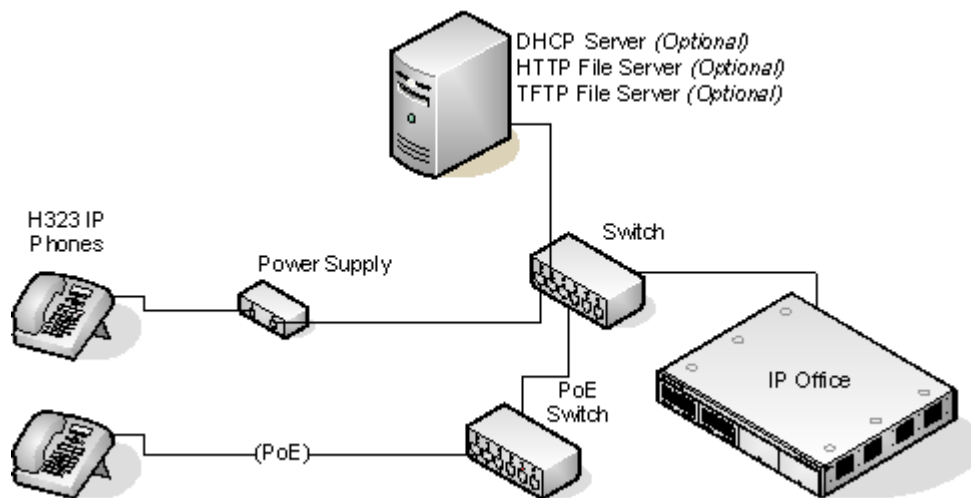 DHCP Server (Optional)
HTTP File Server (Optional)
TFTP File Server (Optional)
H323 IP
Phones
Power Supply
Switch
IP Office
PoE
Switch
(PoE)